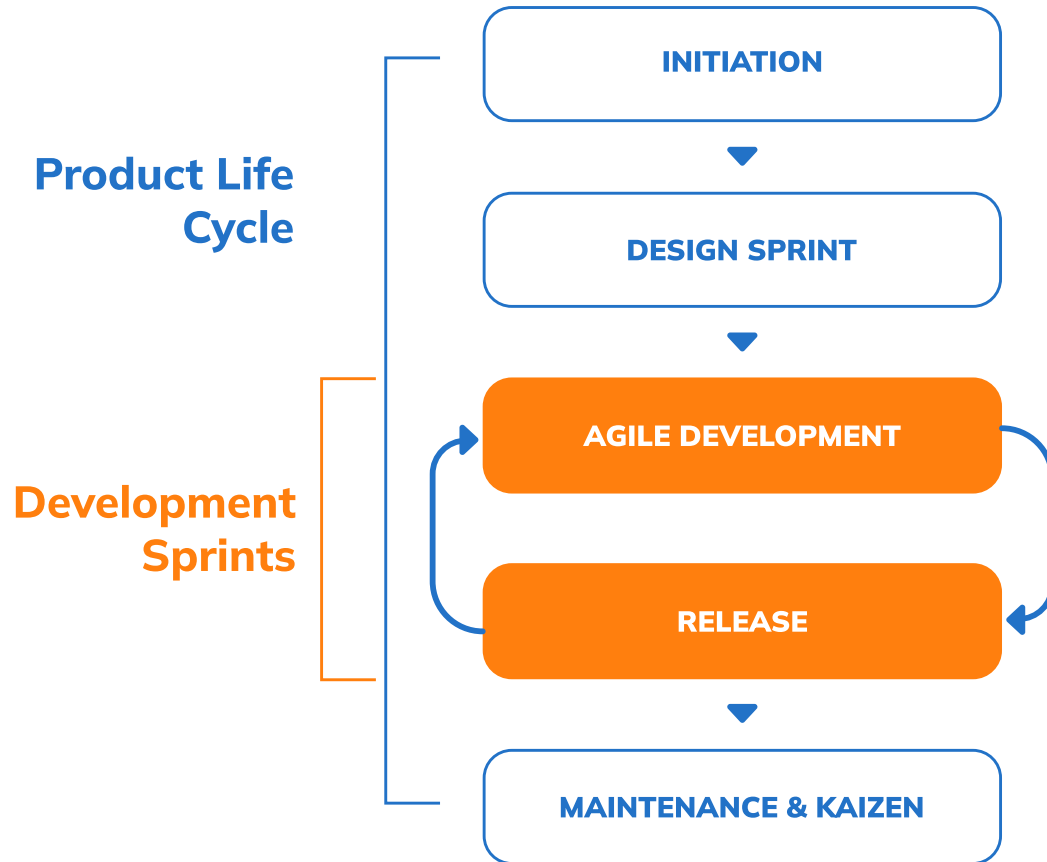 INITIATION
Product Life
Cycle
DESIGN SPRINT
AGILE DEVELOPMENT
Development
Sprints
RELEASE
MAINTENANCE & KAIZEN